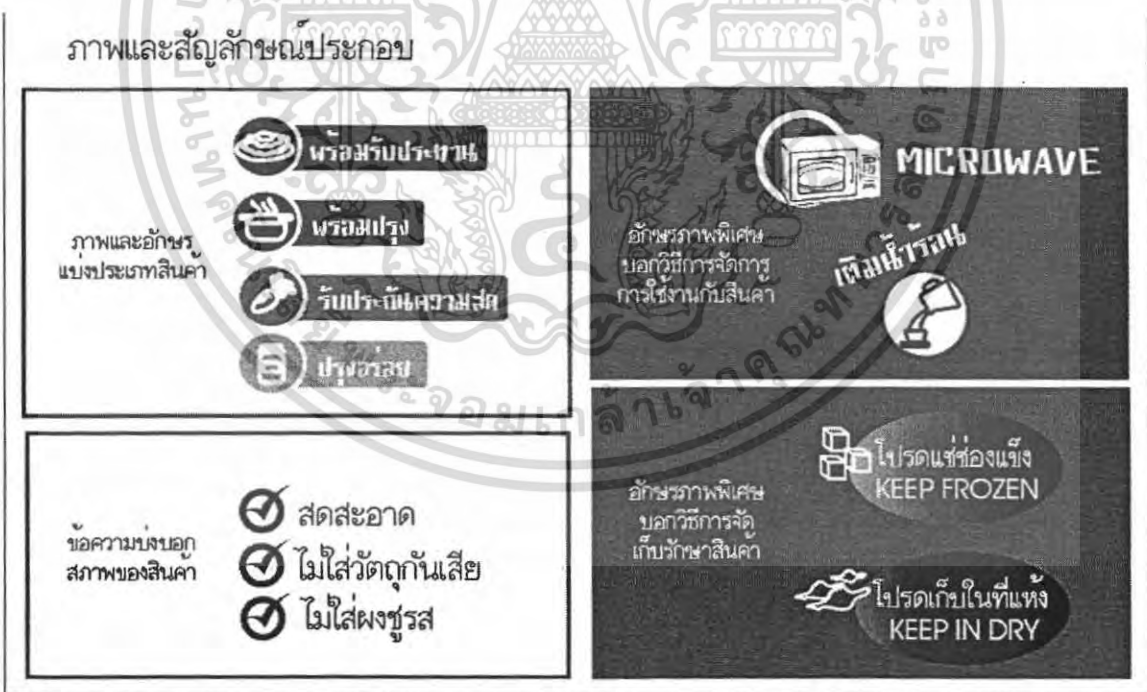 ภาพและสัญลักษณ์ประกอบ
ภาพและอักษร
แบ่งประเภทสินค้า
พร้อมรับประทาน
พร้อมปรุง
รับประกันความสด
ปรุงอร่อย
อักษรภาพพิเศษ
บอกวิธีการจัดการ
การใช้งานกับสินค้า
MICROWAVE
เติมน้ำร้อน
ข้อความบ่งบอก
สภาพของสินค้า
สดสะอาด
ไม่ใส่วัตถุกันเสีย
ไม่ใส่ผงชูรส
อักษรภาพพิเศษ
บอกวิธีการจัด
เก็บรักษาสินค้า
โปรดแช่ช่องแข็ง
KEEP FROZEN
โปรดเก็บในที่แห้ง
KEEP IN DRY